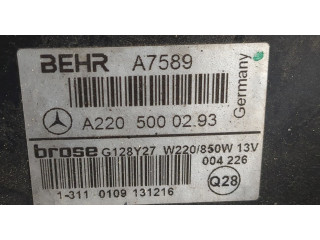 BEHR A7589
Germany
A220 500 02.93
brose G128Y27 W220/850W 13V
004 226
1-311 0109 131216 Q28